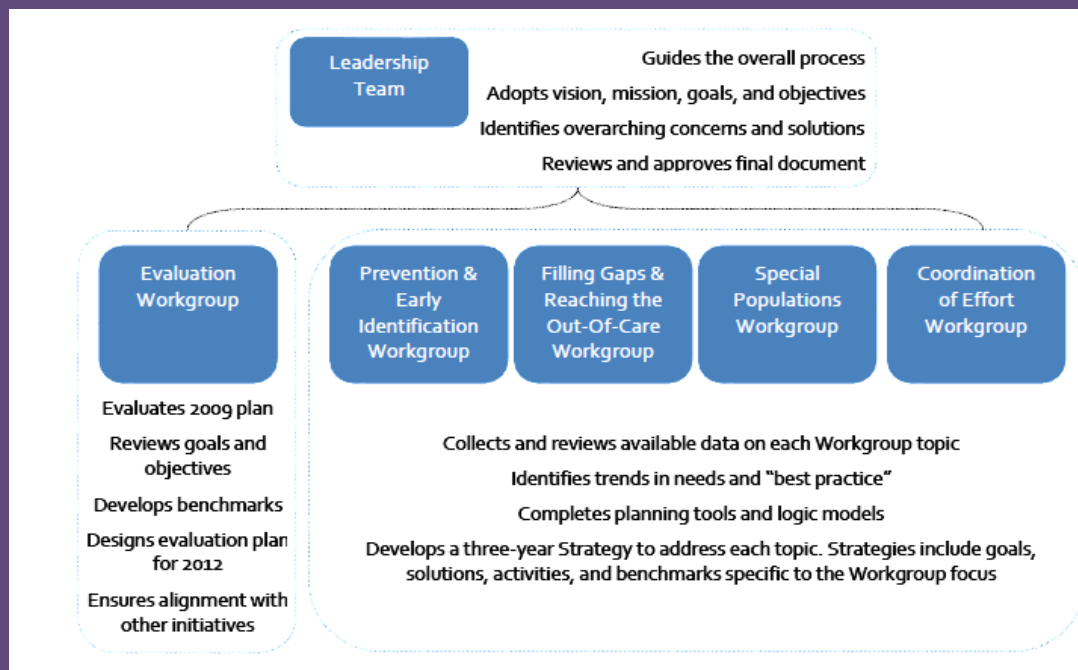 Leadership
Team
Guides the overall process
Adopts vision, mission, goals, and objectives
Identifies overarching concerns and solutions
Reviews and approves final document
Evaluation
Workgroup
Evaluates 2009 plan
Reviews goals and
objectives
Develops benchmarks
Designs evaluation plan
for 2012
Ensures alignment with
other initiatives
Prevention &
Early
Identification
Workgroup
Filling Gaps &
Reaching the
Out-Of-Care
Workgroup
Special
Populations
Workgroup
Coordination
of Effort
Workgroup
Collects and reviews available data on each Workgroup topic
Identifies trends in needs and “best practice”
Completes planning tools and logic models
Develops a three-year Strategy to address each topic. Strategies include goals,
solutions, activities, and benchmarks specific to the Workgroup focus